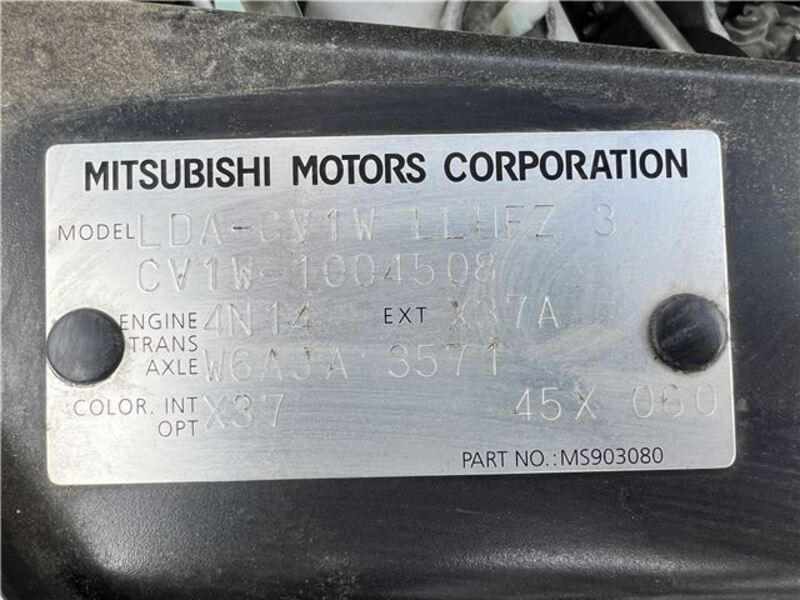 MITSUBISHI MOTORS CORPORATION
MODEL LDA-CV1W LLHFZ 3
CV1W-1004508
ENGINE 4N14 EXT X37A
TRANS AXLE W6AJA 3571
COLOR. INT OPT X37 45X 060
PART NO.:MS903080